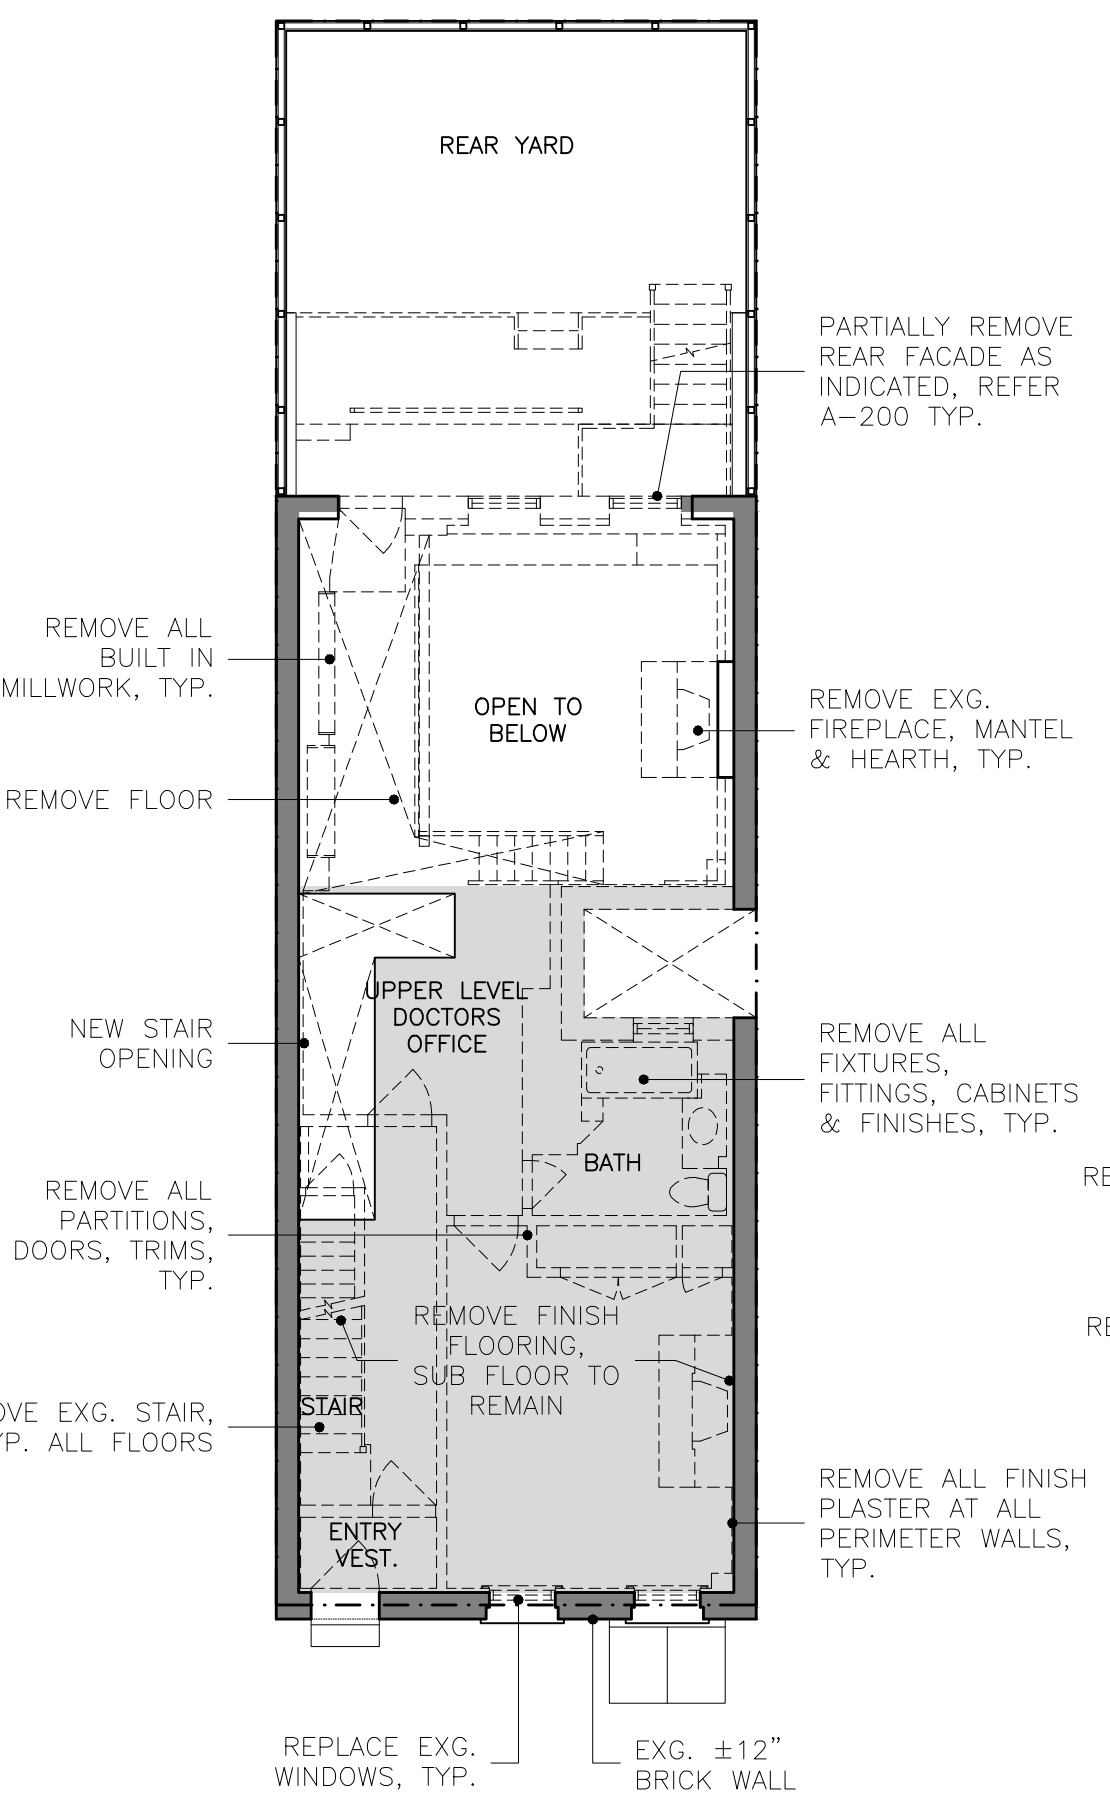 REAR YARD
PARTIALLY REMOVE
REAR FACADE AS
INDICATED, REFER
A-200 TYP.
REMOVE ALL
BUILT IN
MILLWORK, TYP.
OPEN TO
BELOW
REMOVE EXG.
FIREPLACE, MANTEL
& HEARTH, TYP.
REMOVE FLOOR
UPPER LEVEL
DOCTORS
OFFICE
NEW STAIR
OPENING
REMOVE ALL
FIXTURES,
FITTINGS, CABINETS
& FINISHES, TYP.
BATH
REMOVE ALL
PARTITIONS,
DOORS, TRIMS,
TYP.
REMOVE FINISH
FLOORING,
SUB FLOOR TO
REMAIN
STAIR
EXG. STAIR,
ALL FLOORS
REMOVE ALL FINISH
PLASTER AT ALL
PERIMETER WALLS,
TYP.
ENTRY
VEST.
REPLACE EXG.
WINDOWS, TYP.
EXG. ±12"
BRICK WALL